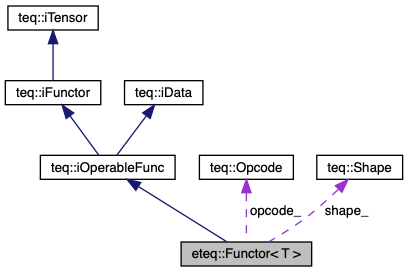 teq::iTensor
teq::iFunctor
teq::iData
teq::iOperableFunc
teq::Opcode
teq::Shape
opcode_
shape_
eteq::Functor< T >